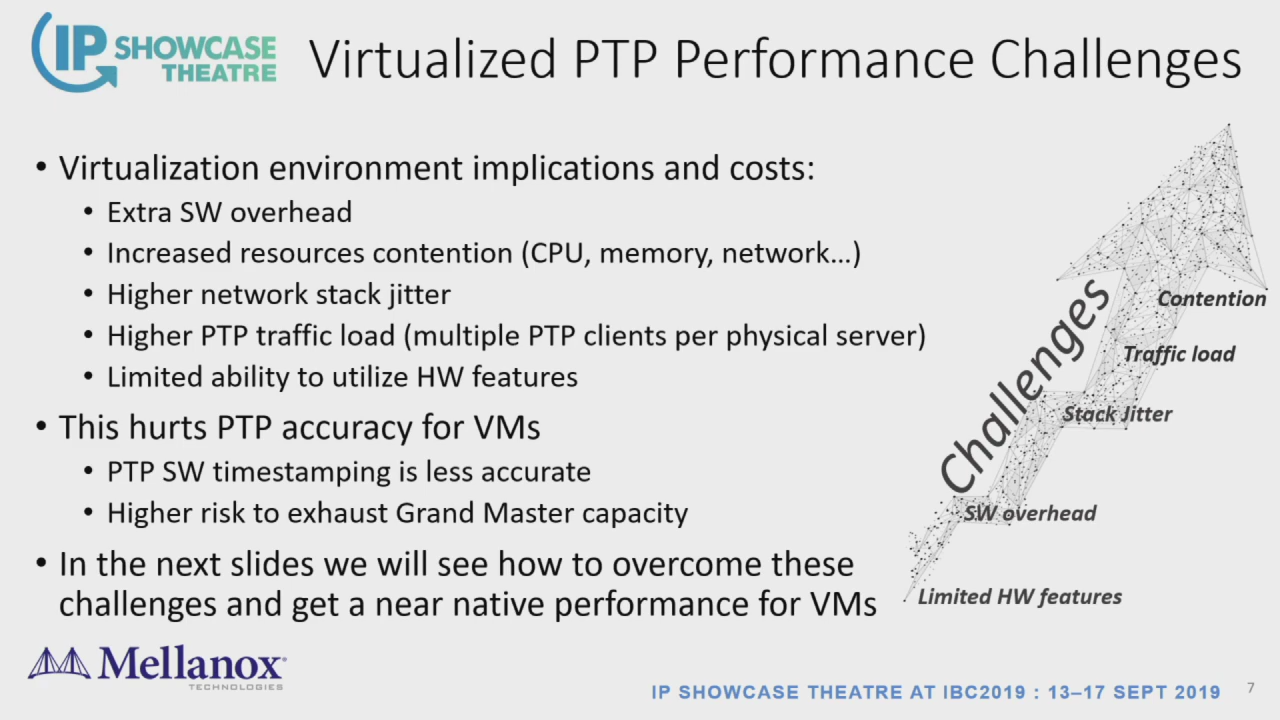 IP SHOWCASE
THEATRE
Virtualized PTP Performance Challenges
• Virtualization environment implications and costs:
• Extra SW overhead
• Increased resources contention (CPU, memory, network…)
• Higher network stack jitter
• Higher PTP traffic load (multiple PTP clients per physical server)
• Limited ability to utilize HW features
• This hurts PTP accuracy for VMs
• PTP SW timestamping is less accurate
• Higher risk to exhaust Grand Master capacity
• In the next slides we will see how to overcome these
challenges and get a near native performance for VMs
Challenges
Contention
Traffic load
Stack Jitter
SW overhead
Limited HW features
Mellanox®
TECHNOLOGIES
IP SHOWCASE THEATRE AT IBC2019 : 13–17 SEPT 2019
7